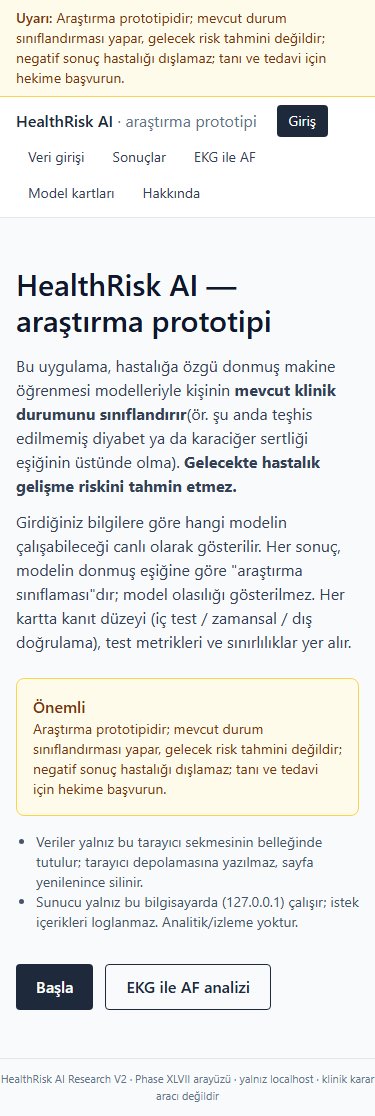 Uyarı: Araştırma prototipidir; mevcut durum
sınıflandırması yapar, gelecek risk tahmini değildir;
negatif sonuç hastalığı dışlamaz; tanı ve tedavi için
hekime başvurun.
HealthRisk AI · araştırma prototipi
Giriş
Veri girişi Sonuçlar EKG ile AF
Model kartları Hakkında
HealthRisk AI —
araştırma prototipi
Bu uygulama, hastalığa özgü donmuş makine
öğrenmesi modelleriyle kişinin mevcut klinik
durumunu sınıflandırır(ör. şu anda teşhis
edilmemiş diyabet ya da karaciğer sertliği
eşiğinin üstünde olma). Gelecekte hastalık
gelişme riskini tahmin etmez.
Girdiğiniz bilgilere göre hangi modelin
çalışabileceği canlı olarak gösterilir. Her sonuç,
modelin donmuş eşiğine göre "araştırma
sınıflaması"dır; model olasılığı gösterilmez. Her
kartta kanıt düzeyi (iç test / zamansal / dış
doğrulama), test metrikleri ve sınırlılıklar yer alır.
Önemli
Araştırma prototipidir; mevcut durum
sınıflandırması yapar, gelecek risk tahmini değildir;
negatif sonuç hastalığı dışlamaz; tanı ve tedavi
için hekime başvurun.
• Veriler yalnız bu tarayıcı sekmesinin belleğinde
tutulur; tarayıcı depolamasına yazılmaz, sayfa
yenilenince silinir.
• Sunucu yalnız bu bilgisayarda (127.0.0.1) çalışır; istek
içerikleri loglanmaz. Analitik/izleme yoktur.
Başla
EKG ile AF analizi
HealthRisk AI Research V2 · Phase XLVII arayüzü · yalnız localhost · klinik karar
aracı değildir